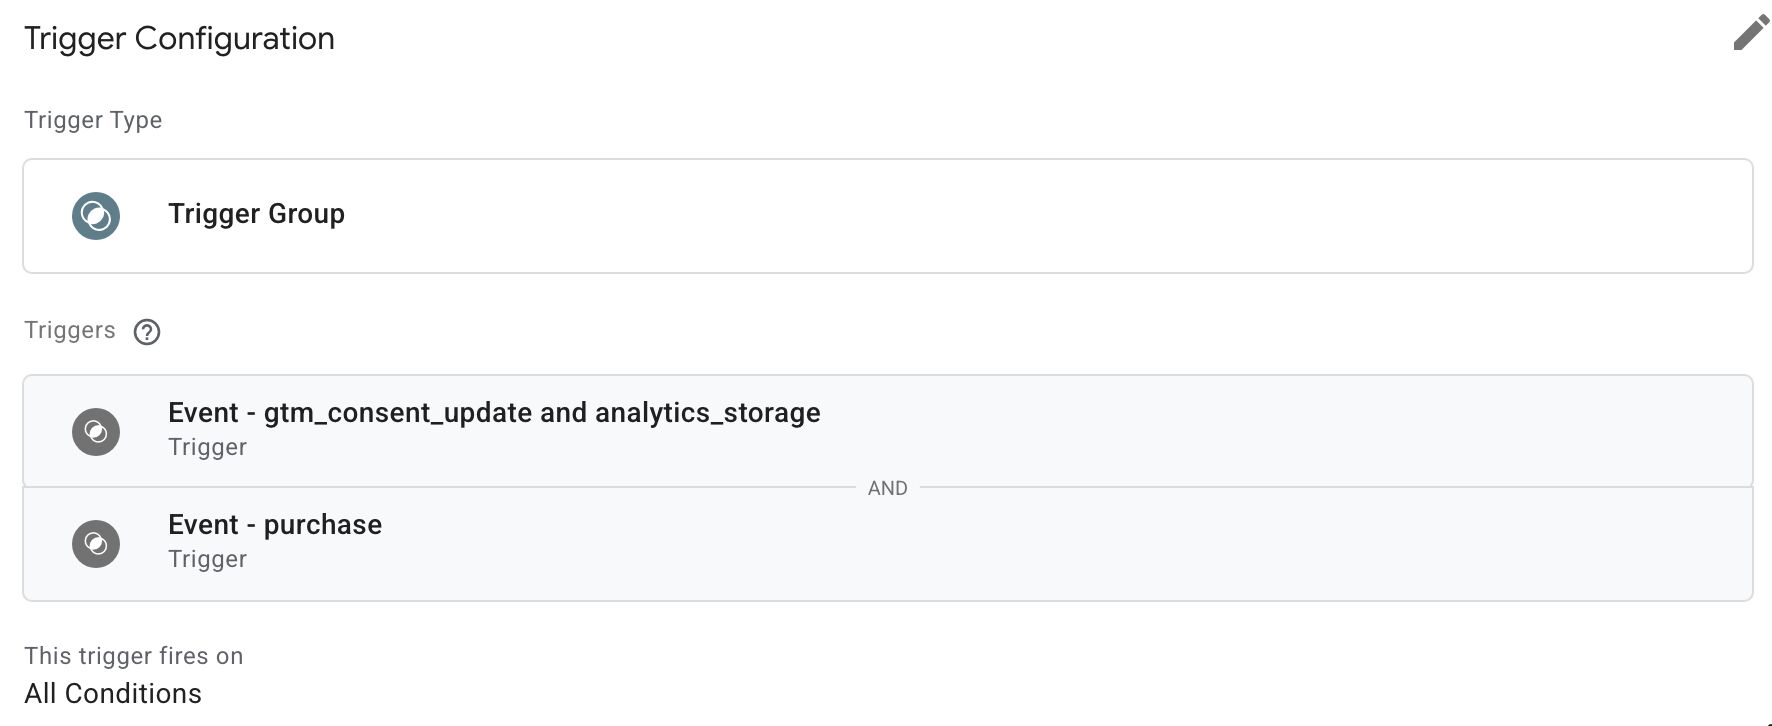 Trigger Configuration
Trigger Type
Trigger Group
Triggers
Event - gtm_consent_update and analytics_storage
Trigger
AND
Event - purchase
Trigger
This trigger fires on
All Conditions